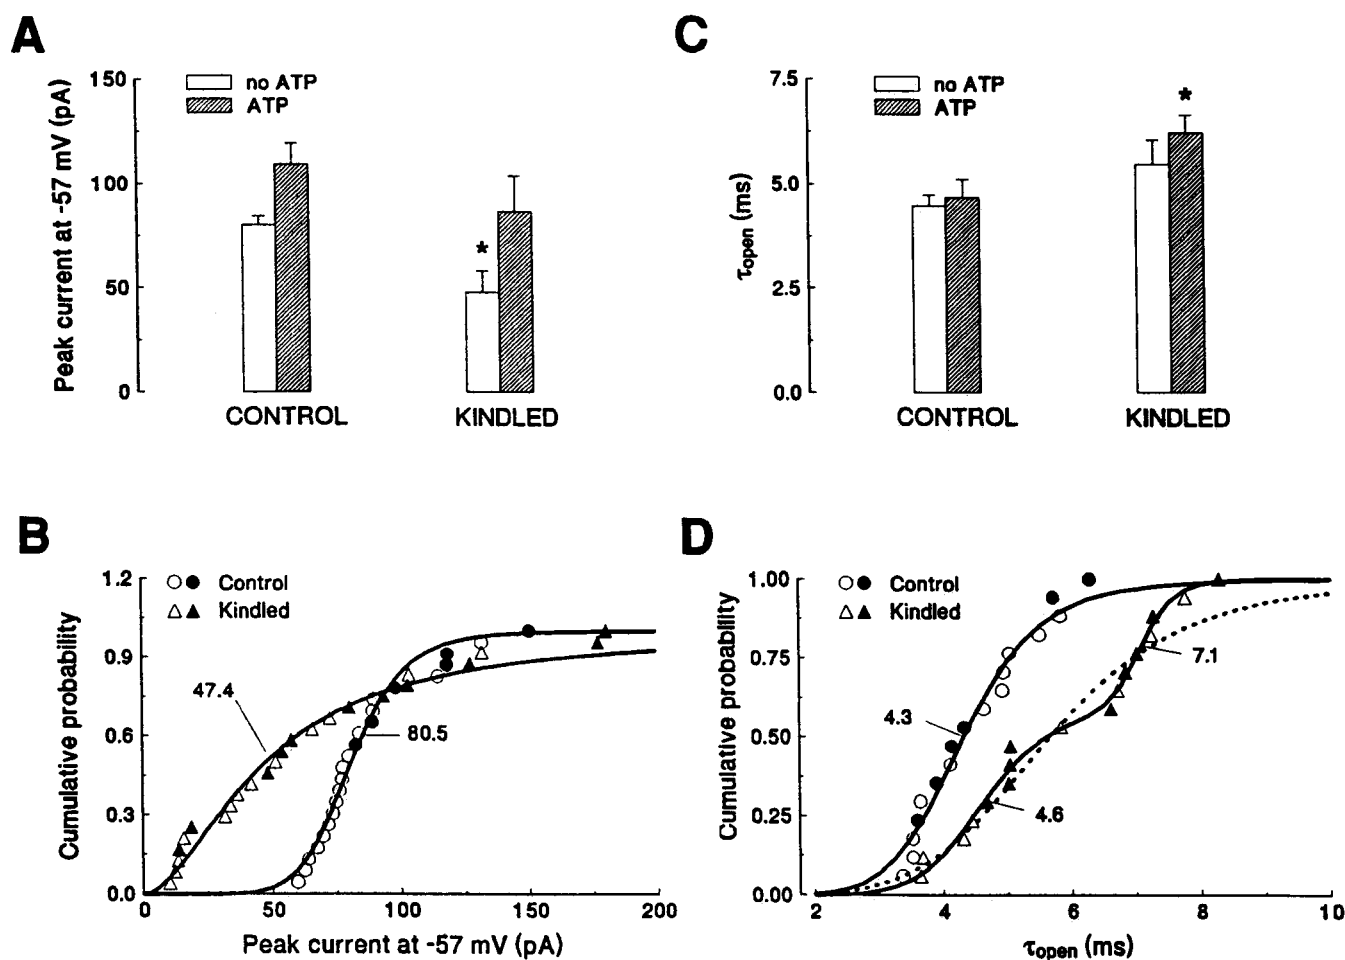 A
Peak current at -57 mV (pA)
150
100
50
0
no ATP
ATP
*
CONTROL
KINDLED
C
τopen (ms)
7.5
5.0
2.5
0.0
no ATP
ATP
*
CONTROL
KINDLED
B
Cumulative probability
1.2
0.9
0.6
0.3
0.0
Control
Kindled
47.4
80.5
0 50 100 150 200
Peak current at -57 mV (pA)
D
Cumulative probability
1.00
0.75
0.50
0.25
0.00
Control
Kindled
4.3
7.1
4.6
2 4 6 8 10
τopen (ms)